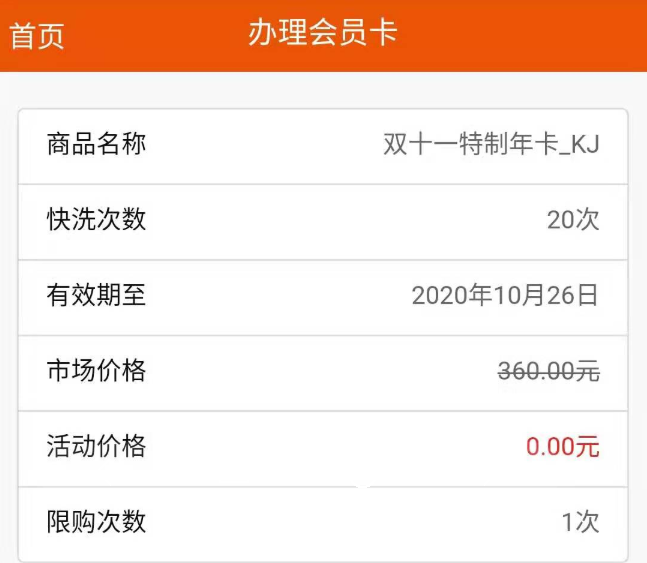 首页
办理会员卡
商品名称 双十一特制年卡_KJ
快洗次数 20次
有效期至 2020年10月26日
市场价格 360.00元
活动价格 0.00元
限购次数 1次